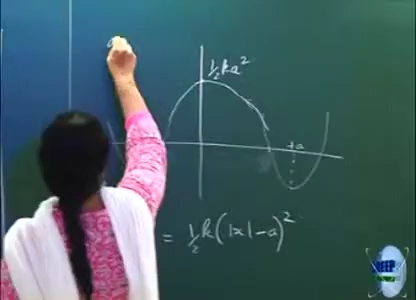 ½ka²
+a
= ½k(|x|-a)²